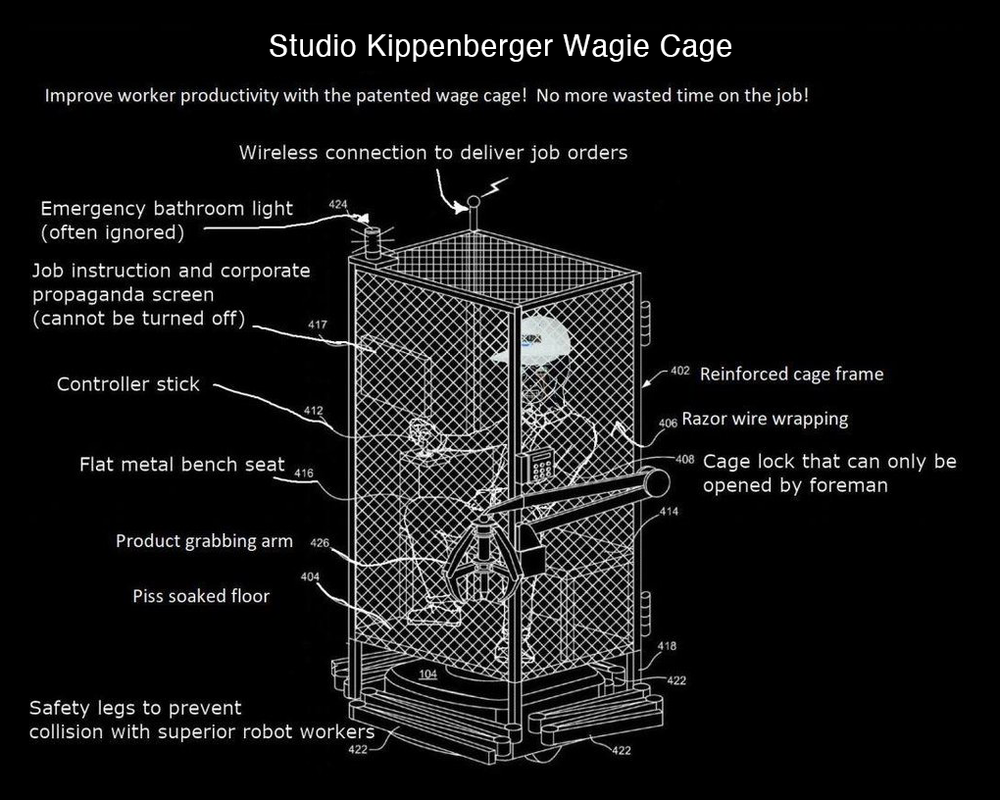 Studio Kippenberger Wagie Cage
Improve worker productivity with the patented wage cage!  No more wasted time on the job!
Wireless connection to deliver job orders
Emergency bathroom light
(often ignored)
424
Job instruction and corporate
propaganda screen
(cannot be turned off)
417
Controller stick
412
Flat metal bench seat
416
Product grabbing arm
426
404
Piss soaked floor
Safety legs to prevent
collision with superior robot workers
422
104
402
Reinforced cage frame
406
Razor wire wrapping
408
Cage lock that can only be
opened by foreman
414
418
422
422